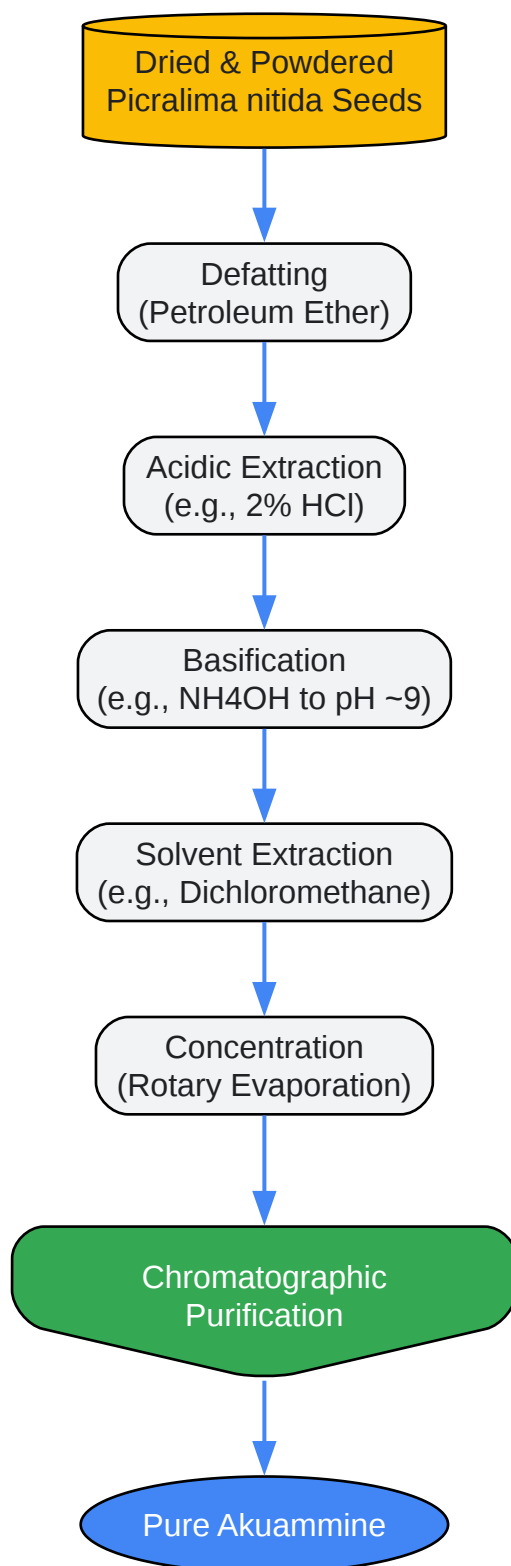 Dried & Powdered
Picralima nitida Seeds
Defatting
(Petroleum Ether)
Acidic Extraction
(e.g., 2% HCl)
Basification
(e.g., NH4OH to pH ~9)
Solvent Extraction
(e.g., Dichloromethane)
Concentration
(Rotary Evaporation)
Chromatographic
Purification
Pure Akuammine